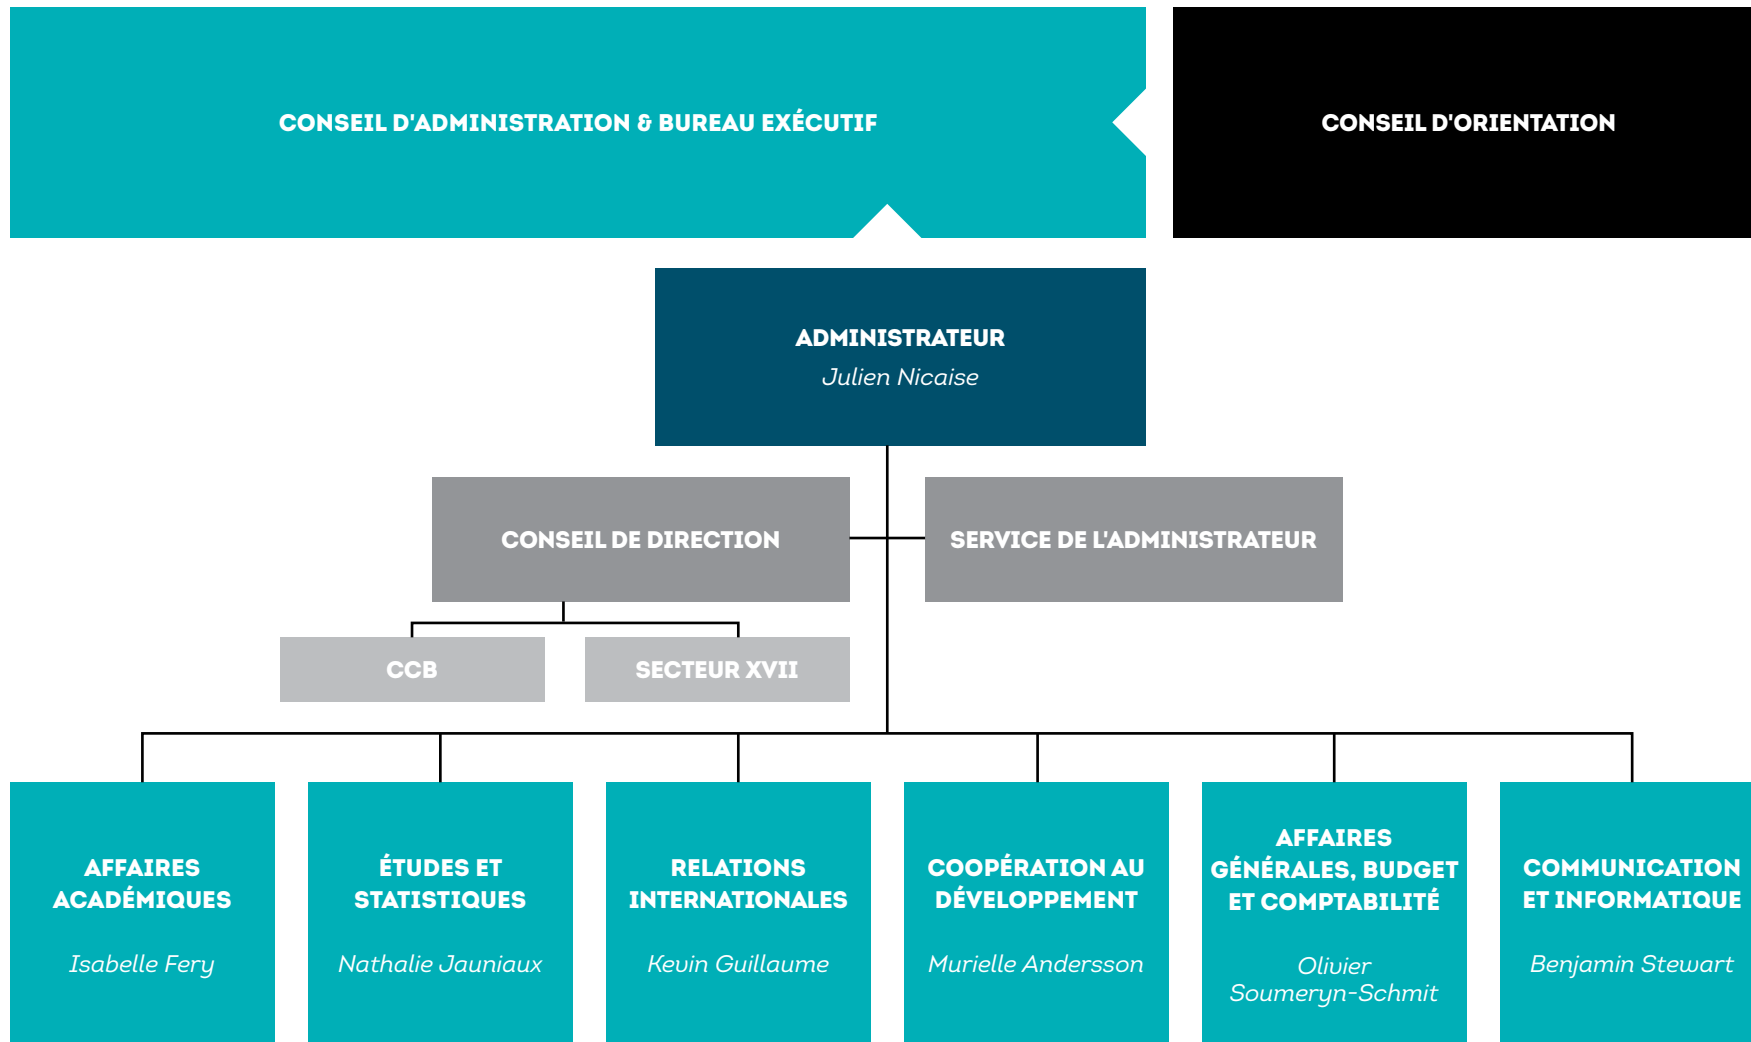 CONSEIL D'ADMINISTRATION & BUREAU EXÉCUTIF
CONSEIL D'ORIENTATION
ADMINISTRATEUR
Julien Nicaise
CONSEIL DE DIRECTION
SERVICE DE L'ADMINISTRATEUR
CCB
SECTEUR XVII
AFFAIRES
ACADÉMIQUES
Isabelle Fery
ÉTUDES ET
STATISTIQUES
Nathalie Jauniaux
RELATIONS
INTERNATIONALES
Kevin Guillaume
COOPÉRATION AU
DÉVELOPPEMENT
Murielle Andersson
AFFAIRES
GÉNÉRALES, BUDGET
ET COMPTABILITÉ
Olivier
Soumeryn-Schmit
COMMUNICATION
ET INFORMATIQUE
Benjamin Stewart